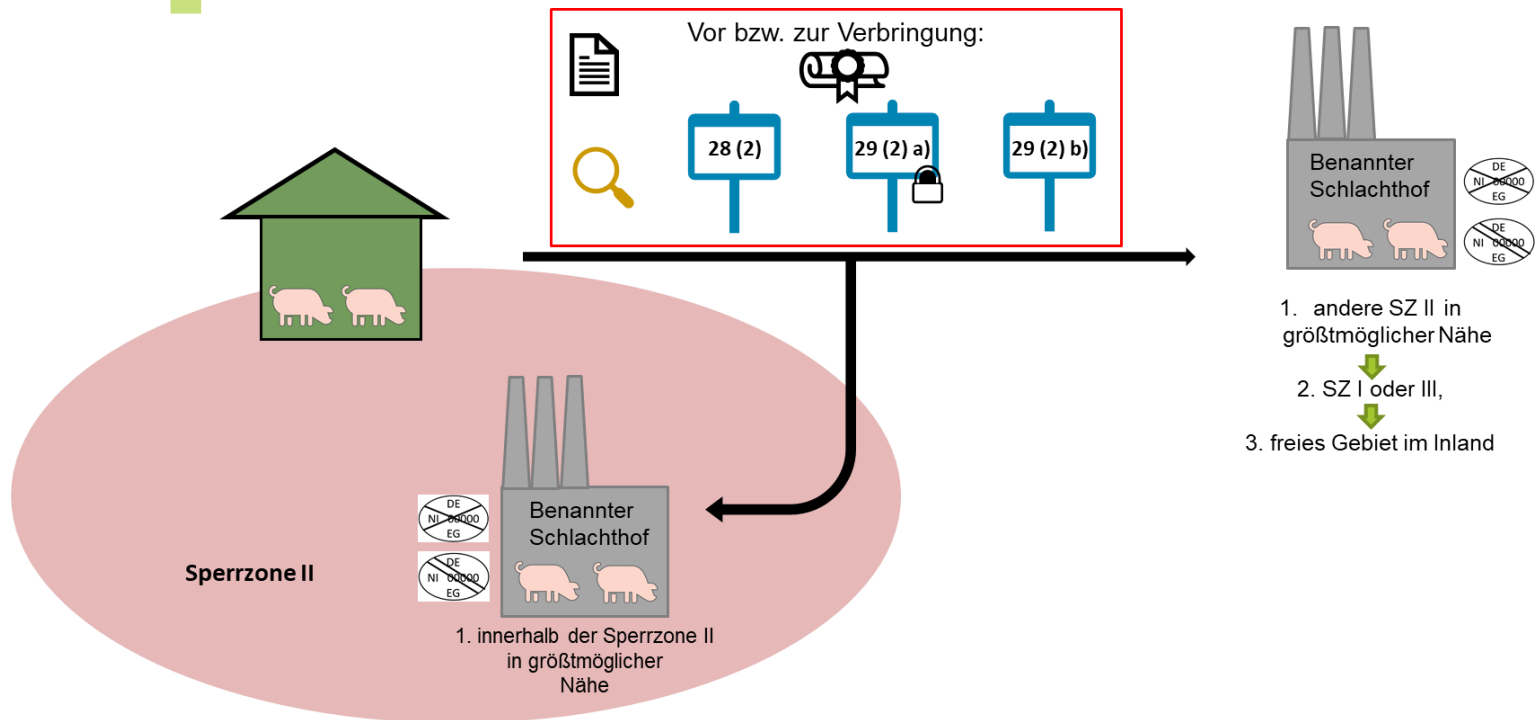 Vor bzw. zur Verbringung:
28 (2)
29 (2) a)
29 (2) b)
Benannter
Schlachthof
DE
NI 00000
EG
DE
NI 00000
EG
1. andere SZ II in
größtmöglicher Nähe
2. SZ I oder III,
3. freies Gebiet im Inland
Sperrzone II
DE
NI 00000
EG
DE
NI 00000
EG
Benannter
Schlachthof
1. innerhalb der Sperrzone II
in größtmöglicher
Nähe